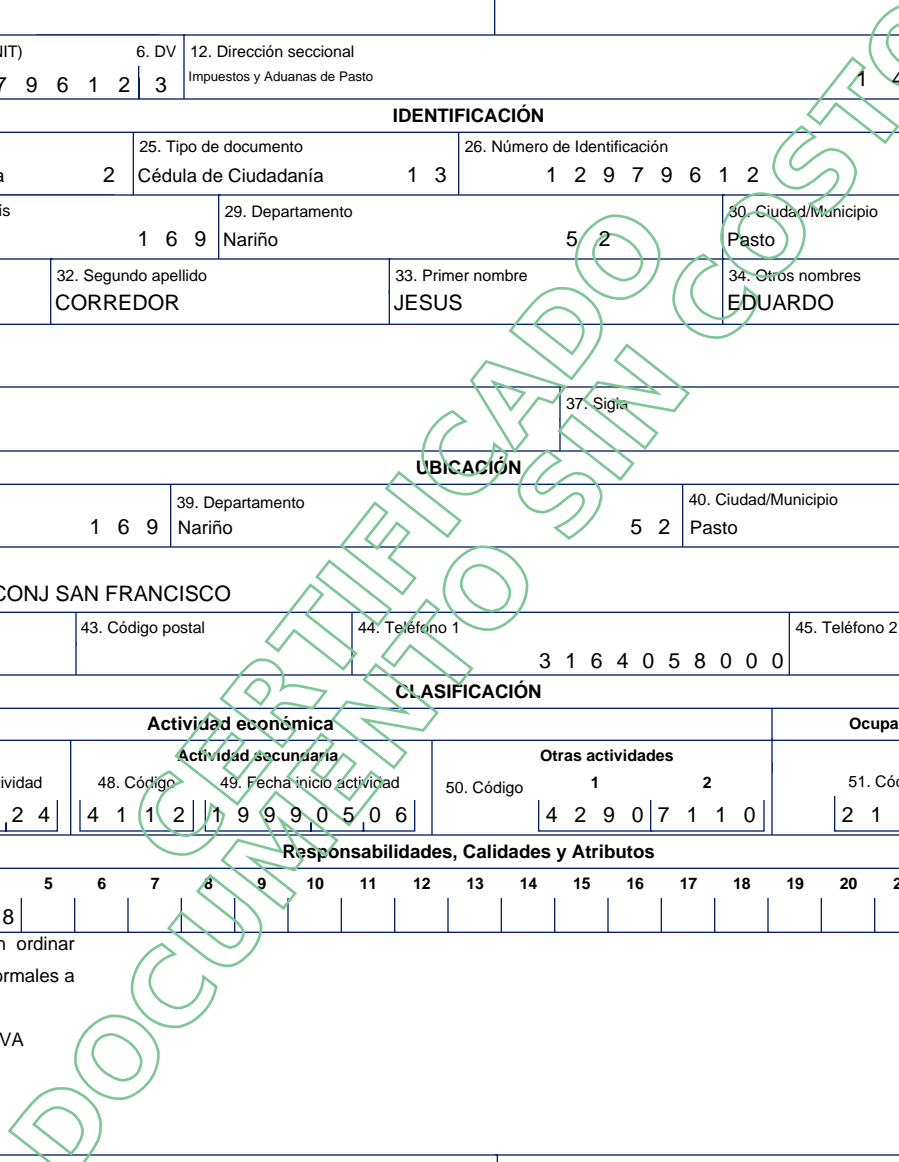 NIT) 6. DV 12. Dirección seccional
7 9 6 1 2 3 Impuestos y Aduanas de Pasto 1 4
IDENTIFICACIÓN
25. Tipo de documento 26. Número de Identificación
a 2 Cédula de Ciudadanía 1 3 1 2 9 7 9 6 1 2
ís 29. Departamento 30. Ciudad/Municipio
1 6 9 Nariño 5 2 Pasto
32. Segundo apellido 33. Primer nombre 34. Otros nombres
CORREDOR JESUS EDUARDO
37. Sigla
UBICACIÓN
39. Departamento 40. Ciudad/Municipio
1 6 9 Nariño 5 2 Pasto
CONJ SAN FRANCISCO
43. Código postal 44. Teléfono 1 45. Teléfono 2
3 1 6 4 0 5 8 0 0 0
CLASIFICACIÓN
Actividad económica Ocupa
Actividad secundaria Otras actividades
ividad 48. Código 49. Fecha inicio actividad 50. Código 1 2 51. Cód
2 4 4 1 1 2 1 9 9 9 0 5 0 6 4 2 9 0 7 1 1 0 2 1
Responsabilidades, Calidades y Atributos
5 6 7 8 9 10 11 12 13 14 15 16 17 18 19 20 2
8
n ordinar
ormales a
VA
CERTIFICADO
DOCUMENTO SIN COSTO